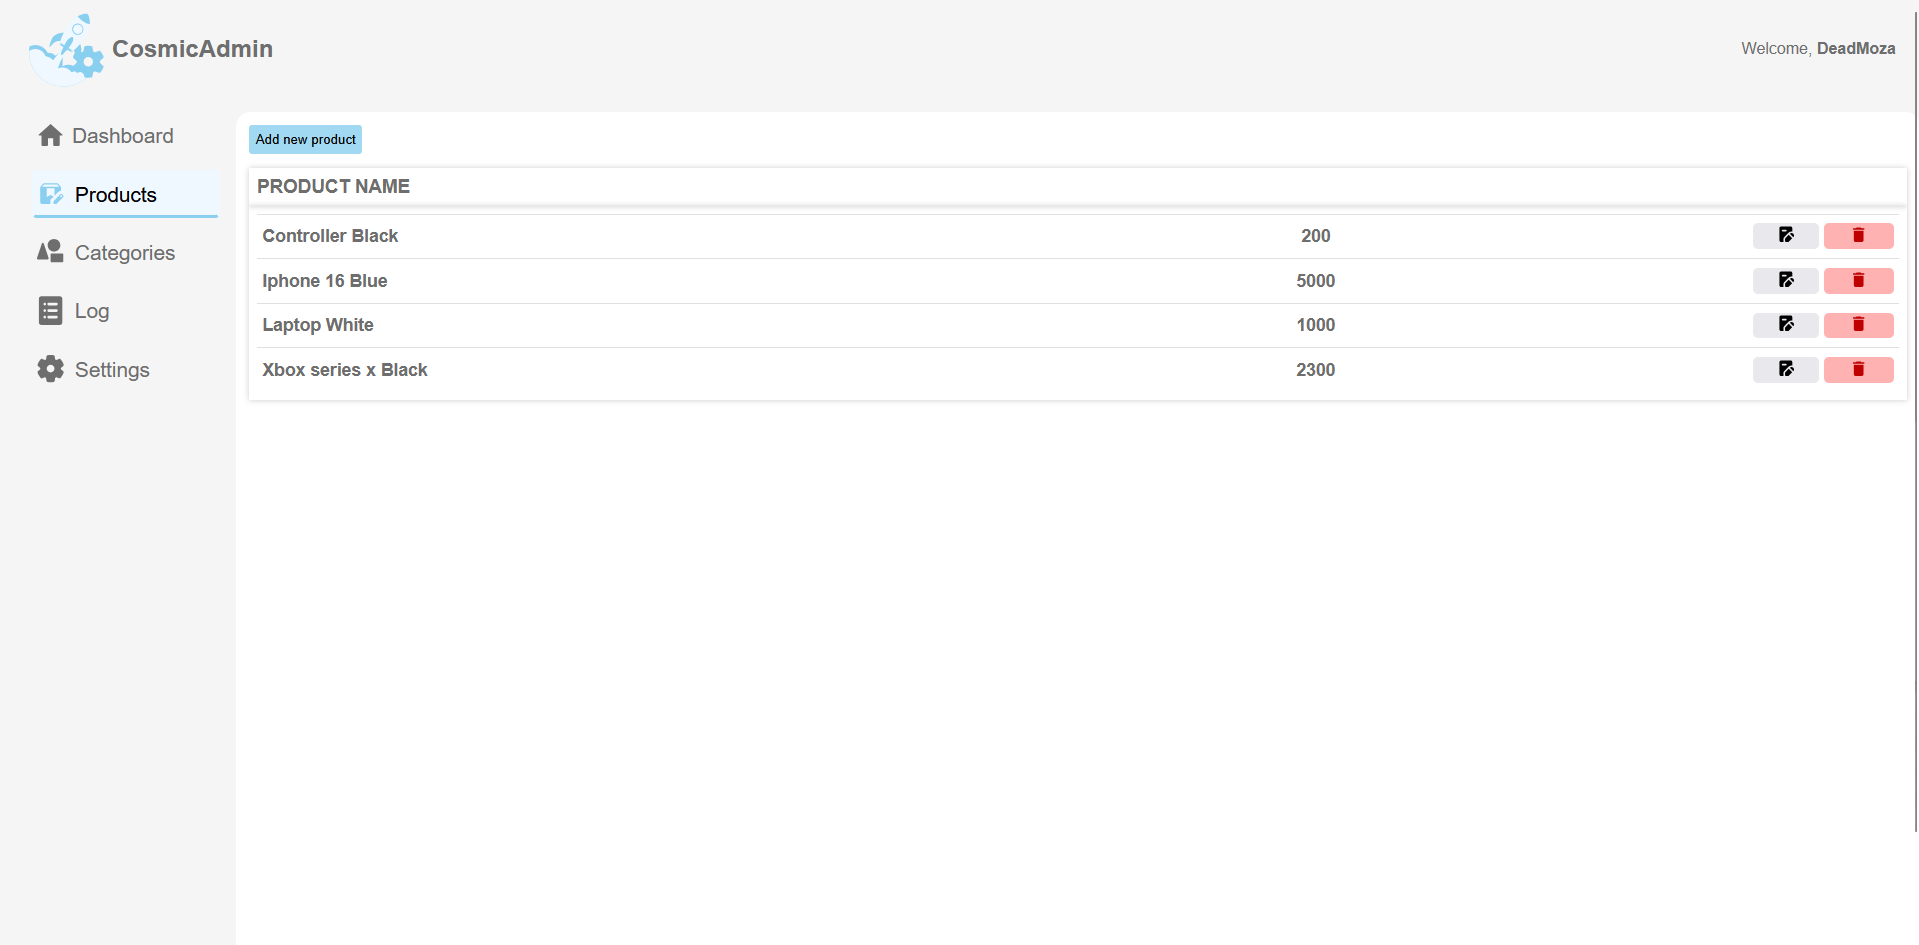 CosmicAdmin
Welcome, DeadMoza
Dashboard
Products
Categories
Log
Settings
Add new product
PRODUCT NAME
Controller Black 200
Iphone 16 Blue 5000
Laptop White 1000
Xbox series x Black 2300